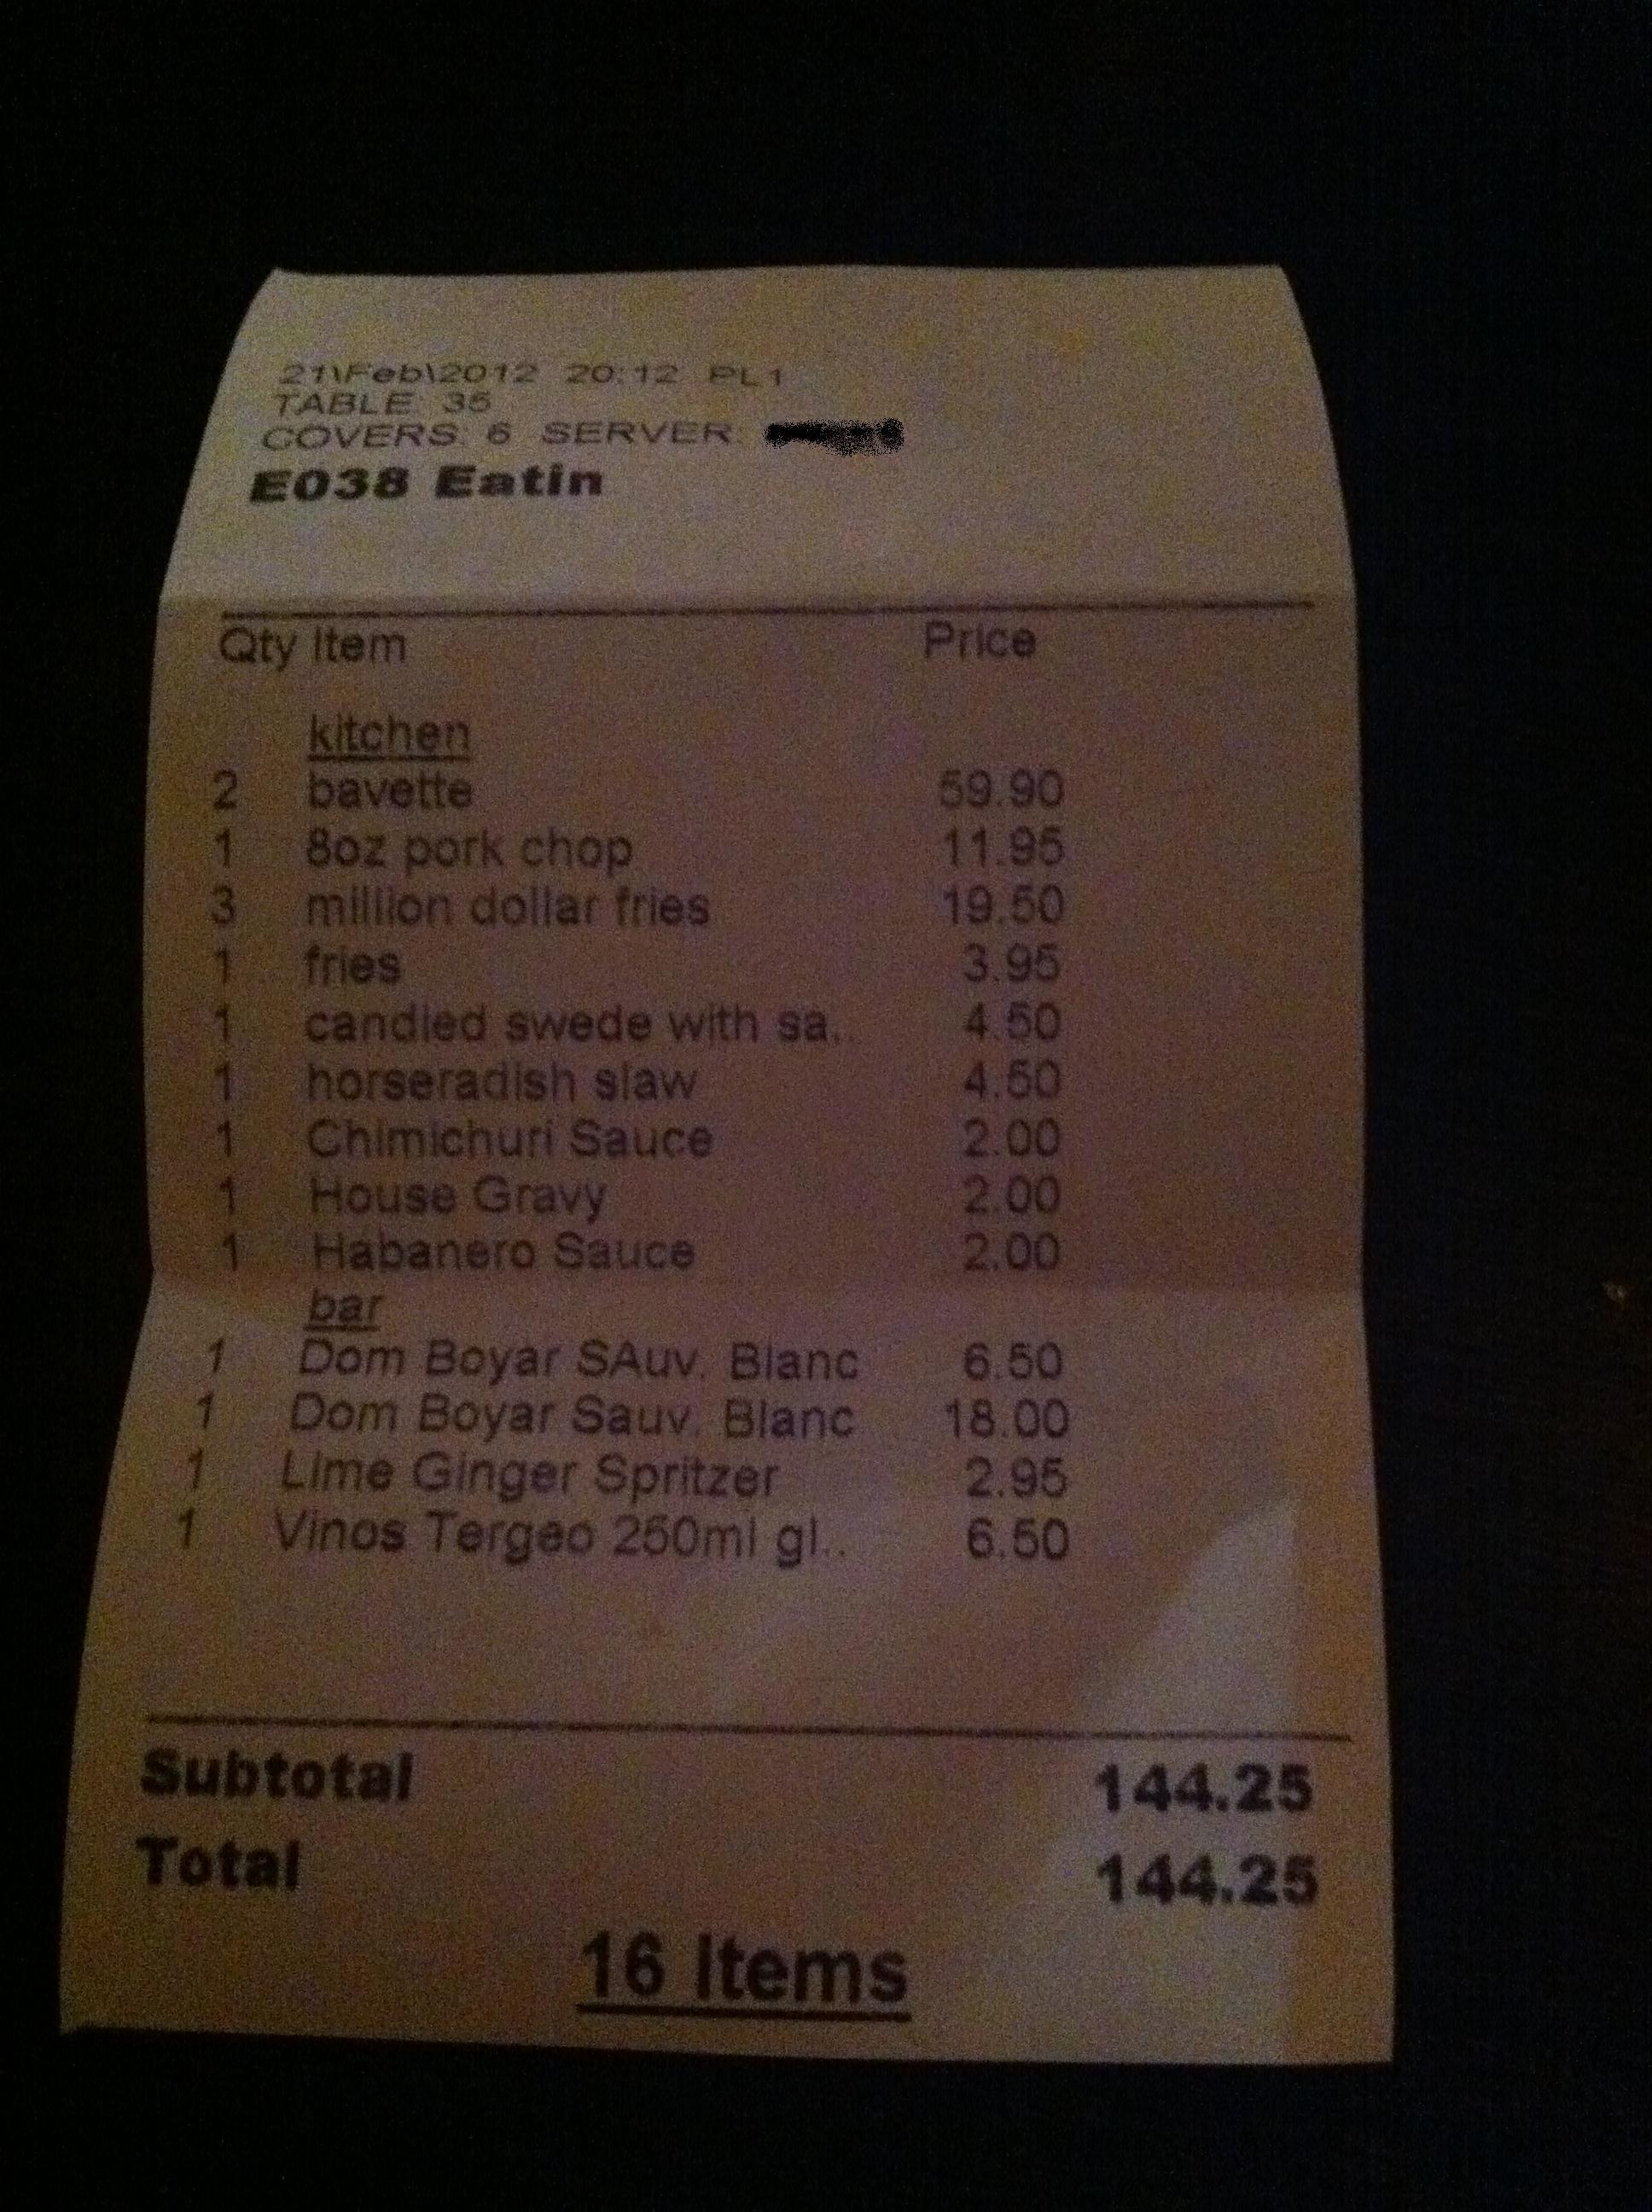 21\Feb\2012 20:12 PL1
TABLE: 35
COVERS: 6 SERVER:
E038 Eatin
Qty Item Price
kitchen
2 bavette 59.90
1 8oz pork chop 11.95
3 million dollar fries 19.50
1 fries 3.95
1 candied swede with sa.. 4.50
1 horseradish slaw 4.50
1 Chimichuri Sauce 2.00
1 House Gravy 2.00
1 Habanero Sauce 2.00
bar
1 Dom Boyar SAuv. Blanc 6.50
1 Dom Boyar Sauv. Blanc 18.00
1 Lime Ginger Spritzer 2.95
1 Vinos Tergeo 250ml gl.. 6.50
Subtotal 144.25
Total 144.25
16 Items